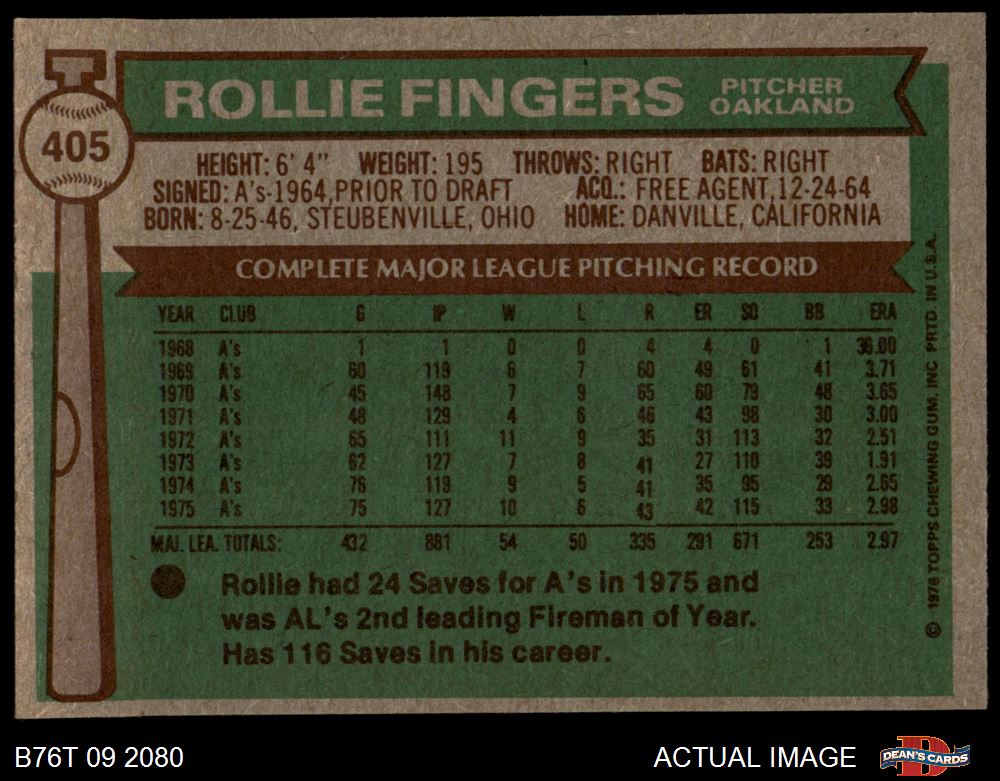 405
ROLLIE FINGERS
PITCHER
OAKLAND
HEIGHT: 6' 4" WEIGHT: 195 THROWS: RIGHT BATS: RIGHT
SIGNED: A's-1964, PRIOR TO DRAFT ACQ.: FREE AGENT, 12-24-64
BORN: 8-25-46, STEUBENVILLE, OHIO HOME: DANVILLE, CALIFORNIA
COMPLETE MAJOR LEAGUE PITCHING RECORD
YEAR CLUB G IP W L R ER SO BB ERA
1968 A's 1 1 0 0 4 4 0 1 36.00
1969 A's 60 119 6 7 60 49 61 41 3.71
1970 A's 45 148 7 9 65 60 79 48 3.65
1971 A's 48 129 4 6 46 43 98 30 3.00
1972 A's 65 111 11 9 35 31 113 32 2.51
1973 A's 62 127 7 8 41 27 110 39 1.91
1974 A's 76 119 9 5 41 35 95 29 2.65
1975 A's 75 127 10 6 43 42 115 33 2.98
MAJ. LEA. TOTALS: 432 881 54 50 335 291 671 253 2.97
Rollie had 24 Saves for A's in 1975 and
was AL's 2nd leading Fireman of Year.
Has 116 Saves in his career.
© 1976 TOPPS CHEWING GUM, INC PRTD. IN U.S.A.
B76T 09 2080
ACTUAL IMAGE
DEAN'S CARDS